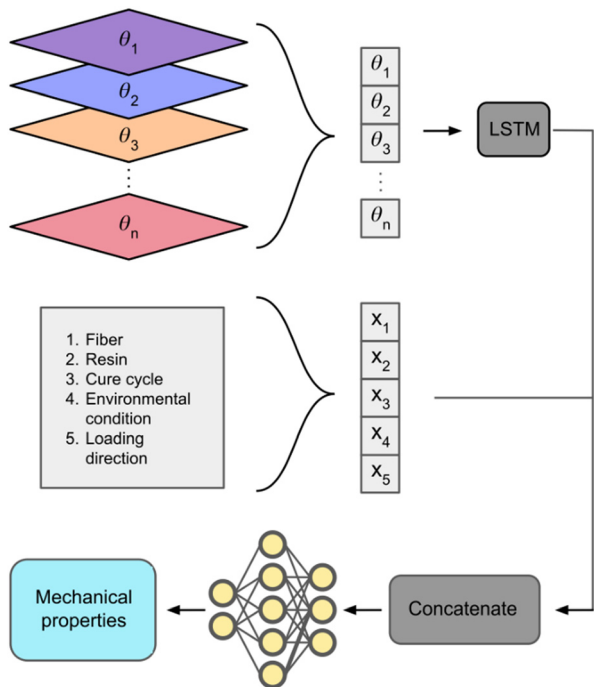 θ1
θ2
θ3
θn
θ1
θ2
θ3
θn
LSTM
1. Fiber
2. Resin
3. Cure cycle
4. Environmental
condition
5. Loading
direction
x1
x2
x3
x4
x5
Mechanical
properties
Concatenate